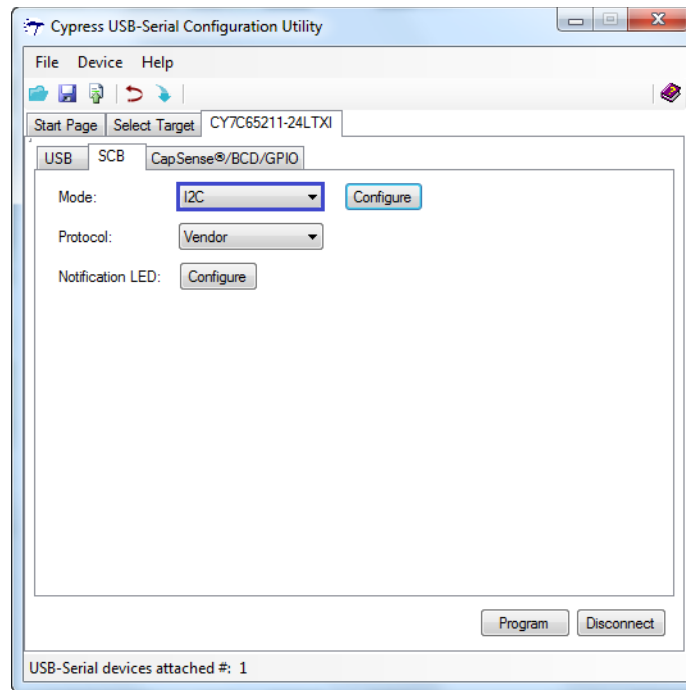 Cypress USB-Serial Configuration Utility
File Device Help
Start Page Select Target CY7C65211-24LTXI
USB SCB CapSense®/BCD/GPIO
Mode: I2C Configure
Protocol: Vendor
Notification LED: Configure
Program Disconnect
USB-Serial devices attached #: 1